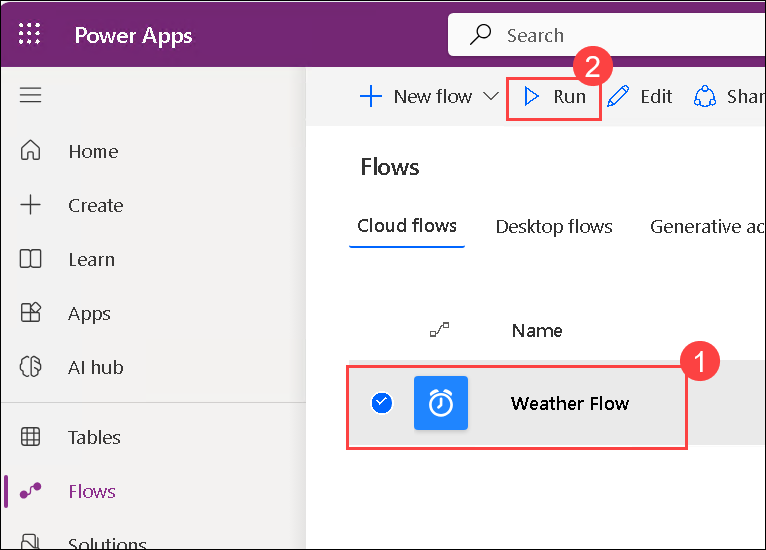 Power Apps
Search
2
New flow
Run
Edit
Shar
Home
Create
Learn
Apps
AI hub
Tables
Flows
Solutions
Flows
Cloud flows
Desktop flows
Generative ac
Name
1
Weather Flow